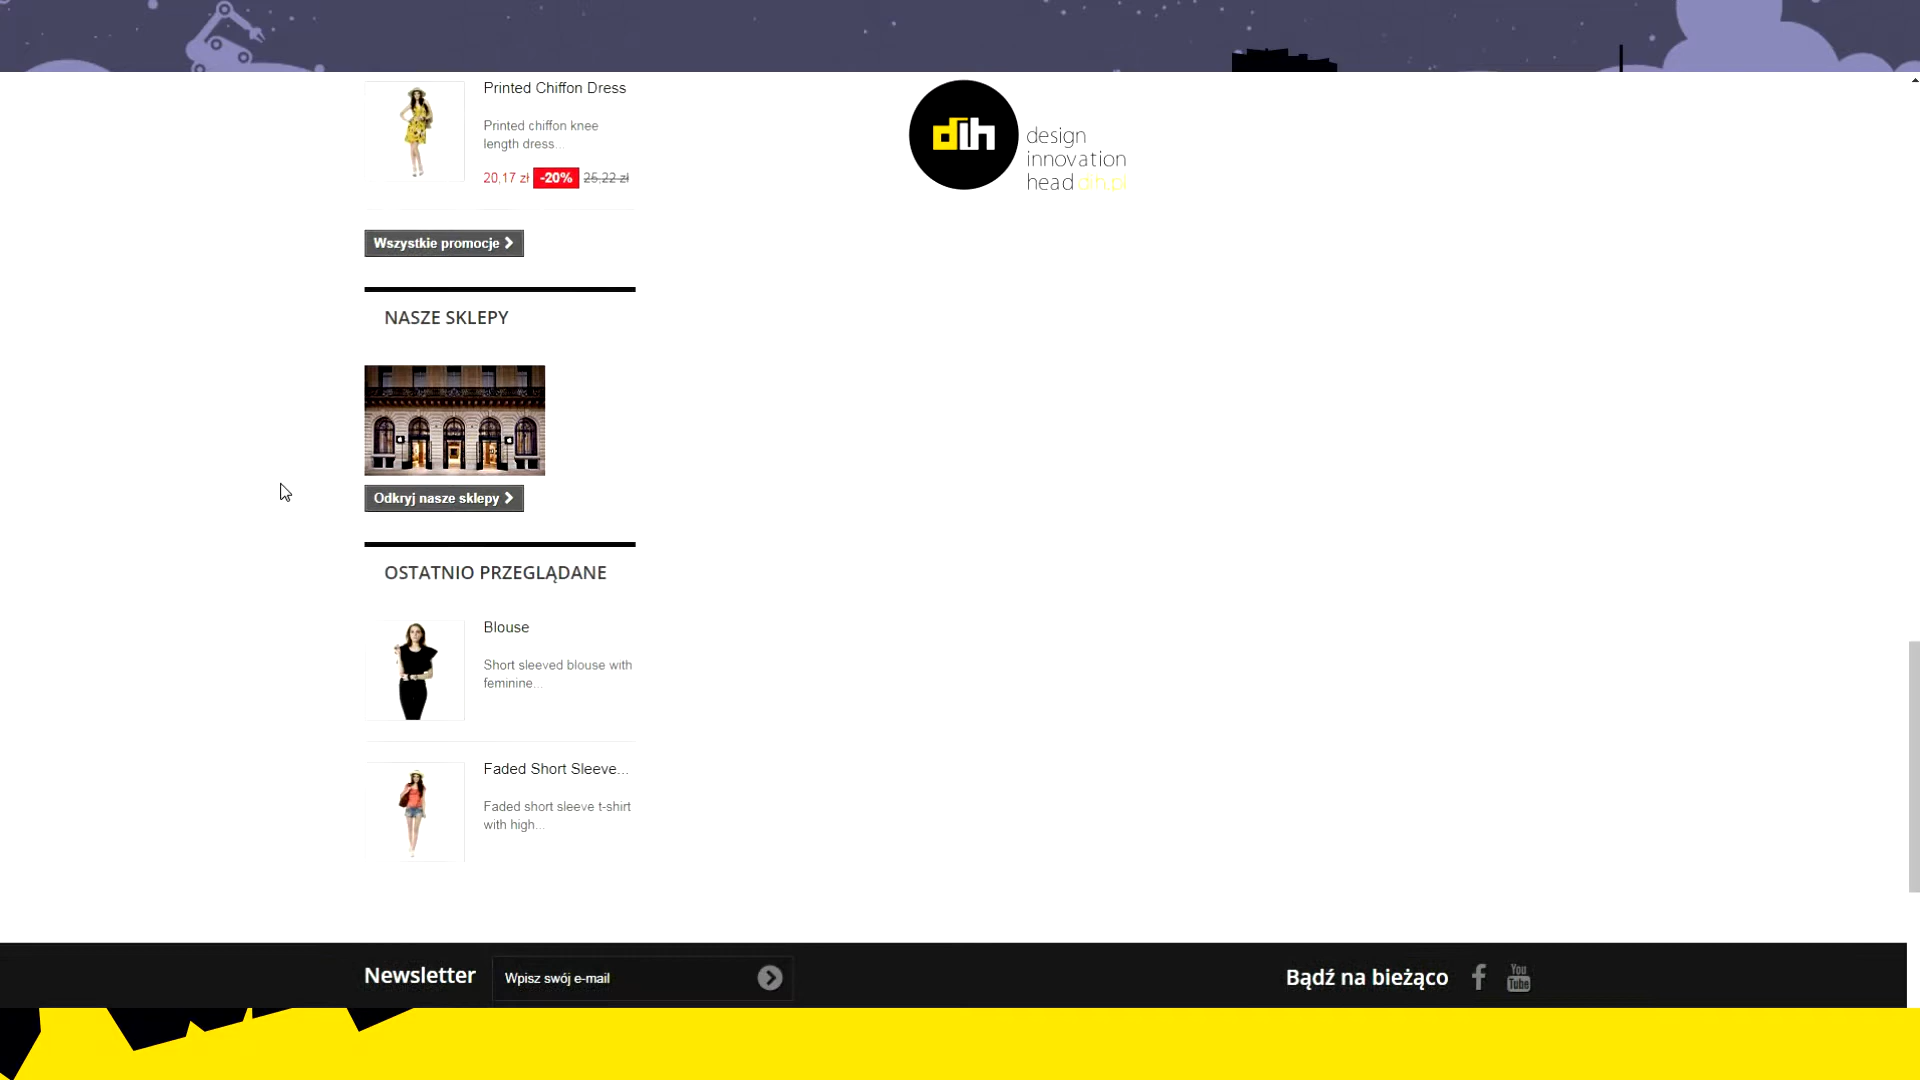 Printed Chiffon Dress
Printed chiffon knee
length dress...
20,17 zł -20% 25,22 zł
Wszystkie promocje
NASZE SKLEPY
Odkryj nasze sklepy
OSTATNIO PRZEGLĄDANE
Blouse
Short sleeved blouse with
feminine...
Faded Short Sleeve...
Faded short sleeve t-shirt
with high...
dih
design
innovation
head dih.pl
Newsletter
Wpisz swój e-mail
Bądź na bieżąco
You
Tube